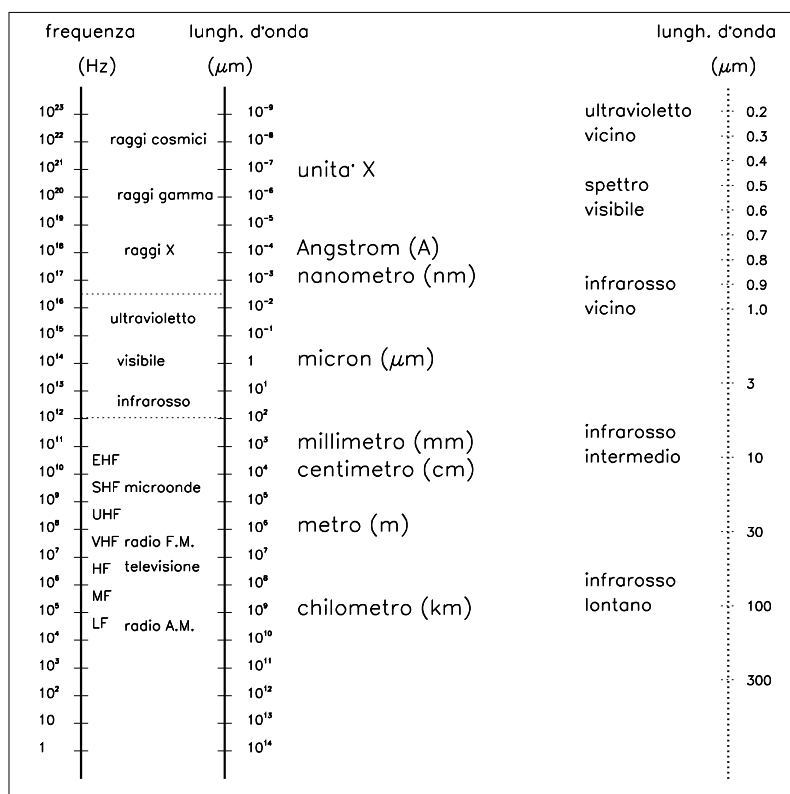 frequenza lungh. d'onda lungh. d'onda
(Hz) (μm) (μm)
10²³ 10⁻⁹ ultravioletto 0.2
10²² raggi cosmici 10⁻⁸ vicino 0.3
10²¹ 10⁻⁷ unita' X 0.4
10²⁰ raggi gamma 10⁻⁶ spettro 0.5
10¹⁹ 10⁻⁵ visibile 0.6
10¹⁸ raggi X 10⁻⁴ Angstrom (A) 0.7
0.8
10¹⁷ 10⁻³ nanometro (nm) infrarosso 0.9
10¹⁶ 10⁻² vicino 1.0
ultravioletto
10¹⁵ 10⁻¹
10¹⁴ visibile 1 micron (μm)
10¹³ 10¹ 3
infrarosso
10¹² 10²
10¹¹ 10³ millimetro (mm) infrarosso
EHF intermedio 10
10¹⁰ 10⁴ centimetro (cm)
SHF microonde
10⁹ 10⁵
UHF
10⁸ 10⁶ metro (m) 30
VHF radio F.M.
10⁷ 10⁷
HF televisione
10⁶ 10⁸ infrarosso
MF
10⁵ 10⁹ chilometro (km) lontano 100
LF radio A.M.
10⁴ 10¹⁰
10³ 10¹¹
300
10² 10¹²
10 10¹³
1 10¹⁴